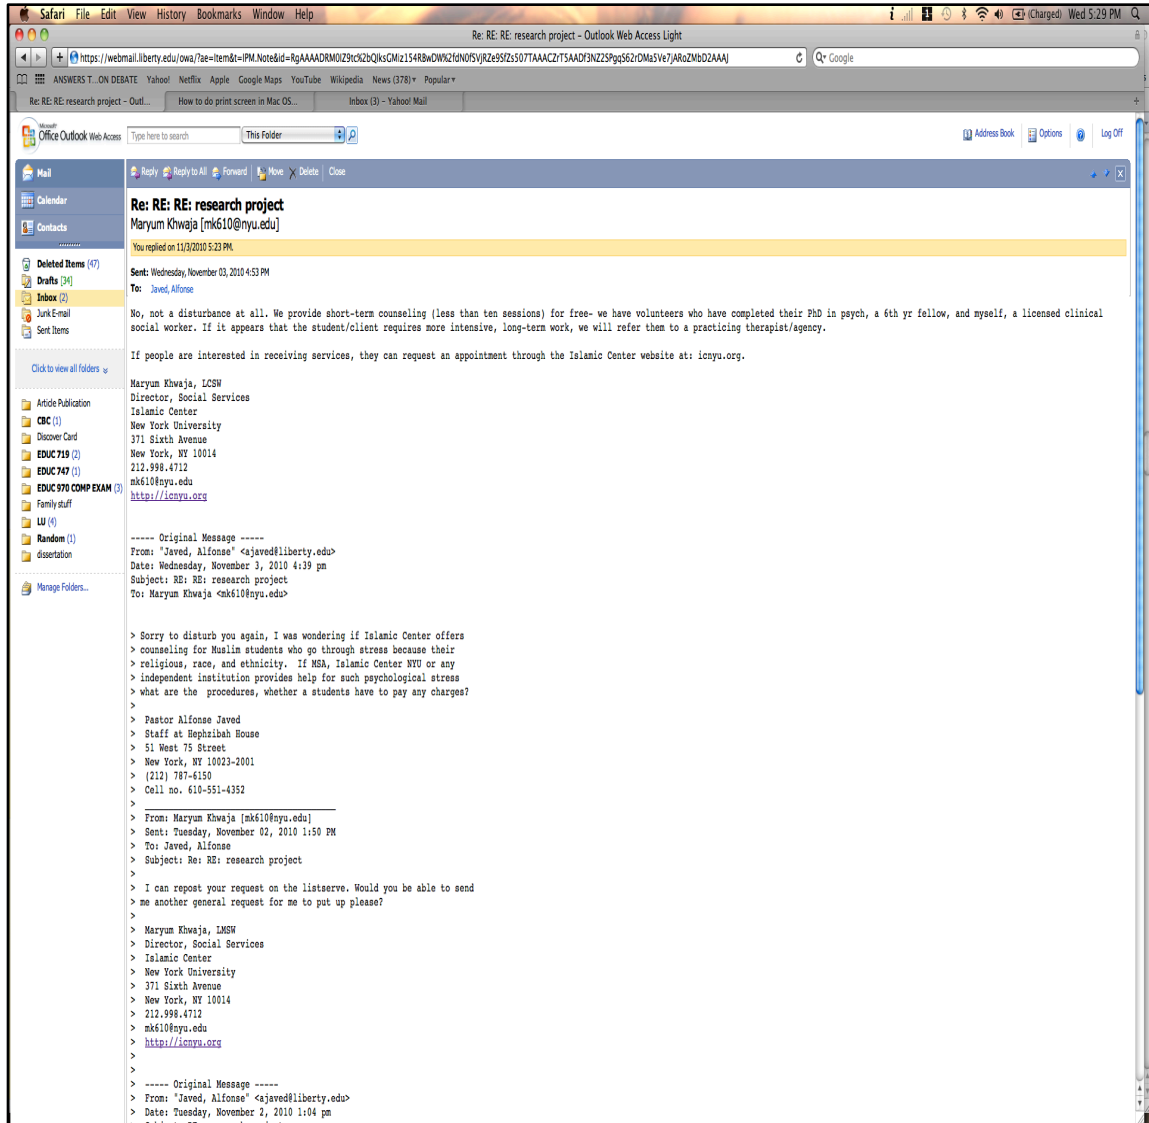 Safari File Edit View History Bookmarks Window Help (Charged) Wed 5:29 PM
Re: RE: RE: research project – Outlook Web Access Light
Google
ANSWERS T...ON DEBATE Yahoo! Netflix Apple Google Maps YouTube Wikipedia News (378) Popular
Re: RE: RE: research project – Outl... How to do print screen in Mac OS... Inbox (3) – Yahoo! Mail
Microsoft
Office Outlook Web Access Type here to search This Folder Address Book Options Log Off
Mail
Calendar
Contacts
Deleted Items (47)
Drafts [34]
Inbox (2)
Junk E-mail
Sent Items
Click to view all folders
Article Publication
CBC (1)
Discover Card
EDUC 719 (2)
EDUC 747 (1)
EDUC 970 COMP EXAM (3)
Family stuff
LU (4)
Random (1)
dissertation
Manage Folders...
Reply Reply to All Forward Move Delete Close
Re: RE: RE: research project
Maryum Khwaja [mk610@nyu.edu]
You replied on 11/3/2010 5:23 PM.
Sent: Wednesday, November 03, 2010 4:53 PM
To: Javed, Alfonse
No, not a disturbance at all. We provide short-term counseling (less than ten sessions) for free- we have volunteers who have completed their PhD in psych, a 6th yr fellow, and myself, a licensed clinical
social worker. If it appears that the student/client requires more intensive, long-term work, we will refer them to a practicing therapist/agency.
If people are interested in receiving services, they can request an appointment through the Islamic Center website at: icnyu.org.
Maryum Khwaja, LCSW
Director, Social Services
Islamic Center
New York University
371 Sixth Avenue
New York, NY 10014
212.998.4712
mk610@nyu.edu
http://icnyu.org
----- Original Message -----
From: "Javed, Alfonse" <ajaved@liberty.edu>
Date: Wednesday, November 3, 2010 4:39 pm
Subject: RE: RE: research project
To: Maryum Khwaja <mk610@nyu.edu>
> Sorry to disturb you again, I was wondering if Islamic Center offers
> counseling for Muslim students who go through stress because their
> religious, race, and ethnicity. If MSA, Islamic Center NYU or any
> independent institution provides help for such psychological stress
> what are the procedures, whether a students have to pay any charges?
>
> Pastor Alfonse Javed
> Staff at Hephzibah House
> 51 West 75 Street
> New York, NY 10023-2001
> (212) 787-6150
> Cell no. 610-551-4352
>
> ________________________________
> From: Maryum Khwaja [mk610@nyu.edu]
> Sent: Tuesday, November 02, 2010 1:50 PM
> To: Javed, Alfonse
> Subject: Re: RE: research project
>
> I can repost your request on the listserve. Would you be able to send
> me another general request for me to put up please?
>
> Maryum Khwaja, LMSW
> Director, Social Services
> Islamic Center
> New York University
> 371 Sixth Avenue
> New York, NY 10014
> 212.998.4712
> mk610@nyu.edu
> http://icnyu.org
>
>
> ----- Original Message -----
> From: "Javed, Alfonse" <ajaved@liberty.edu>
> Date: Tuesday, November 2, 2010 1:04 pm